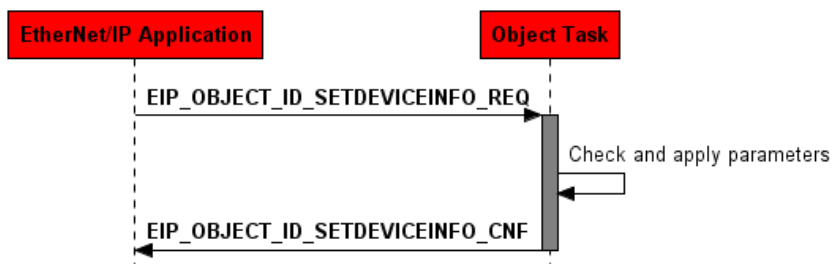 EtherNet/IP Application
Object Task
EIP_OBJECT_ID_SETDEVICEINFO_REQ
Check and apply parameters
EIP_OBJECT_ID_SETDEVICEINFO_CNF